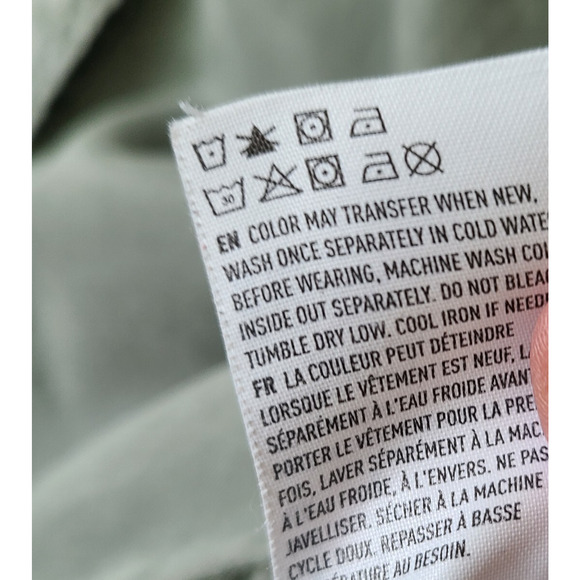 30
EN COLOR MAY TRANSFER WHEN NEW,
WASH ONCE SEPARATELY IN COLD WATE
BEFORE WEARING, MACHINE WASH CO
INSIDE OUT SEPARATELY. DO NOT BLEA
TUMBLE DRY LOW. COOL IRON IF NEED
FR LA COULEUR PEUT DÉTEINDRE
LORSQUE LE VÊTEMENT EST NEUF, L
SÉPARÉMENT À L'EAU FROIDE AVAN
PORTER LE VÊTEMENT POUR LA PRE
FOIS, LAVER SÉPARÉMENT À LA MAC
À L'EAU FROIDE, À L'ENVERS. NE PAS
JAVELLISER. SÉCHER À LA MACHINE
CYCLE DOUX. REPASSER À BASSE
ÉRATURE AU BESOIN.